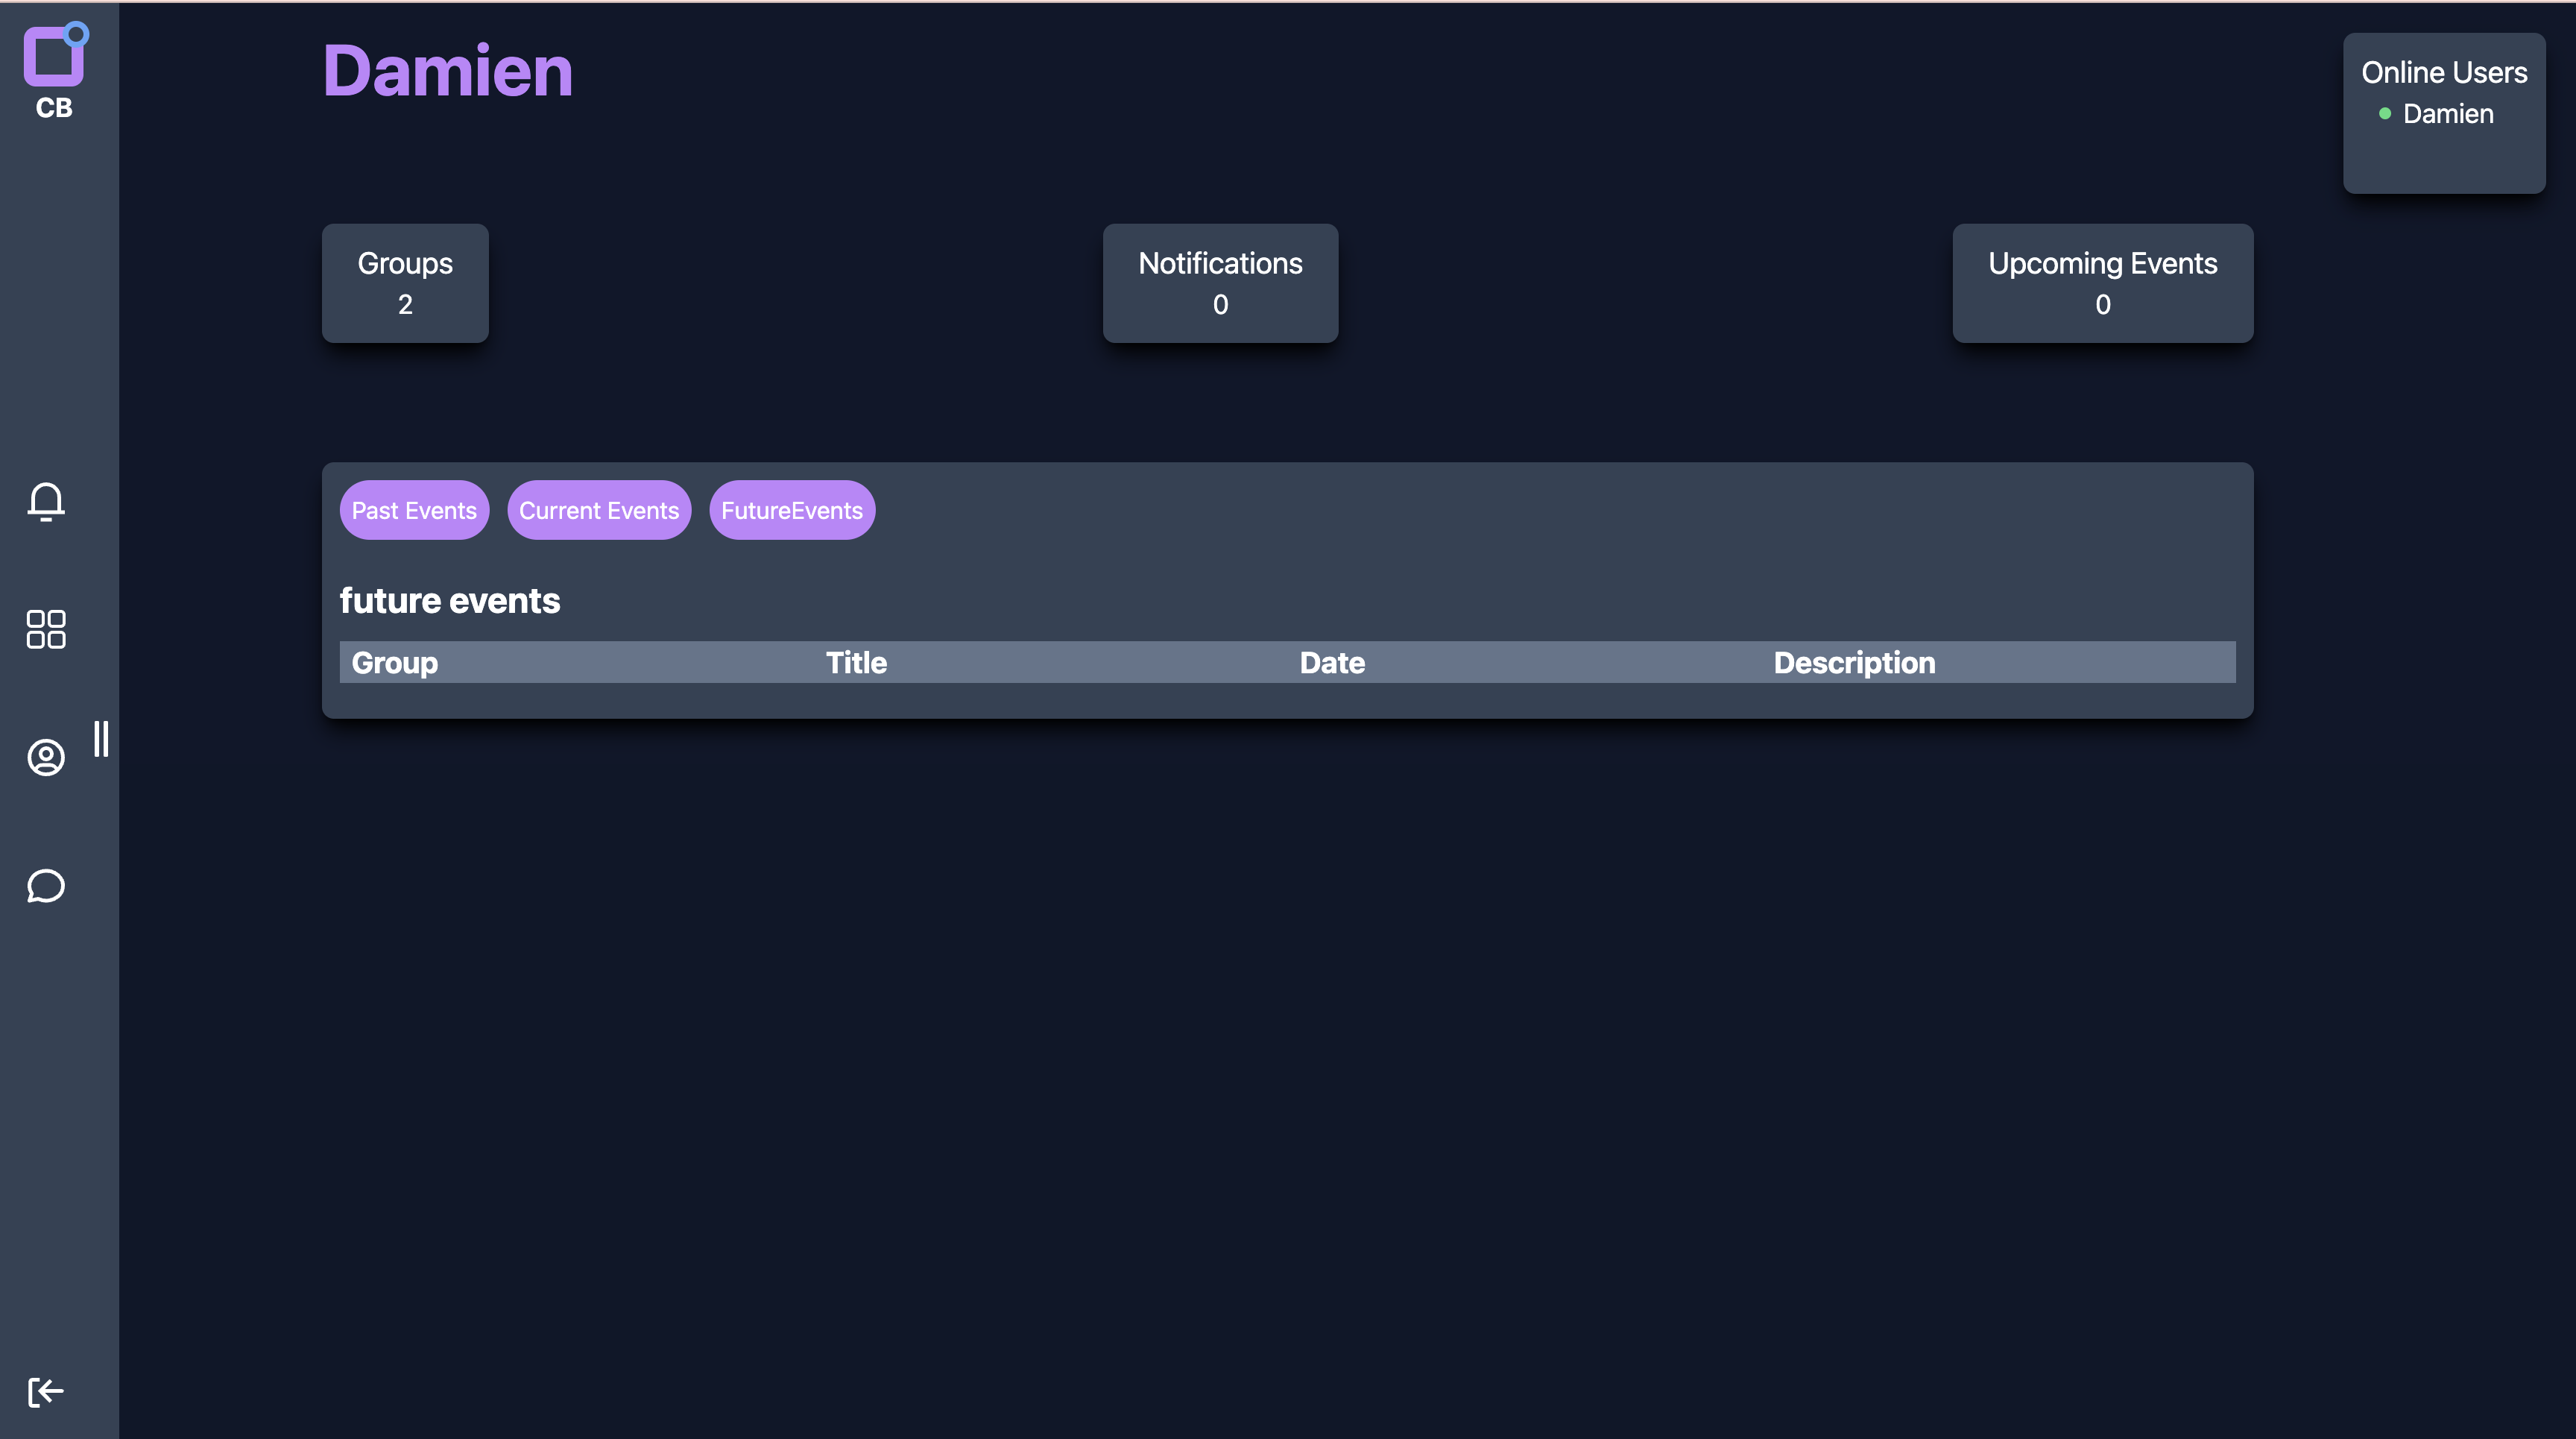 CB
Damien
Online Users
Damien
Groups
2
Notifications
0
Upcoming Events
0
Past Events
Current Events
FutureEvents
future events
Group Title Date Description